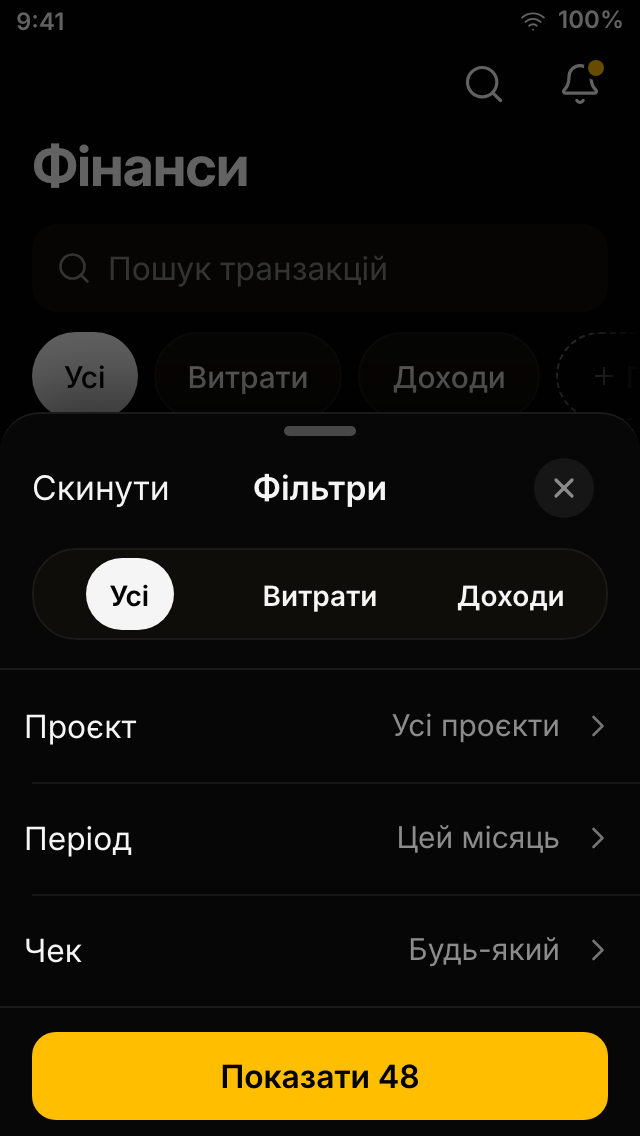 9:41 100%
Фінанси
Пошук транзакцій
Усі Витрати Доходи +
Скинути Фільтри
Усі Витрати Доходи
Проєкт Усі проєкти
Період Цей місяць
Чек Будь-який
Показати 48